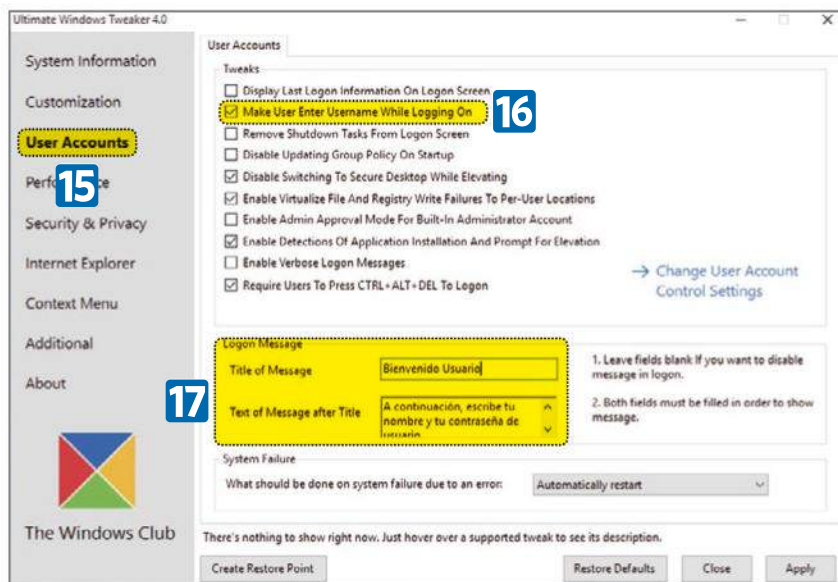 Ultimate Windows Tweaker 4.0
System Information
Customization
User Accounts
15
Performance
Security & Privacy
Internet Explorer
Context Menu
Additional
About
The Windows Club
User Accounts
Tweaks
Display Last Logon Information On Logon Screen
Make User Enter Username While Logging On
16
Remove Shutdown Tasks From Logon Screen
Disable Updating Group Policy On Startup
Disable Switching To Secure Desktop While Elevating
Enable Virtualize File And Registry Write Failures To Per-User Locations
Enable Admin Approval Mode For Built-In Administrator Account
Enable Detections Of Application Installation And Prompt For Elevation
Enable Verbose Logon Messages
Require Users To Press CTRL+ALT+DEL To Logon
→ Change User Account
Control Settings
Logon Message
Title of Message
Bienvenido Usuario
17
Text of Message after Title
A continuación, escribe tu
nombre y tu contraseña de
usuario
1. Leave fields blank If you want to disable
message in logon.
2. Both fields must be filled in order to show
message.
System Failure
What should be done on system failure due to an error:
Automatically restart
There's nothing to show right now. Just hover over a supported tweak to see its description.
Create Restore Point
Restore Defaults
Close
Apply